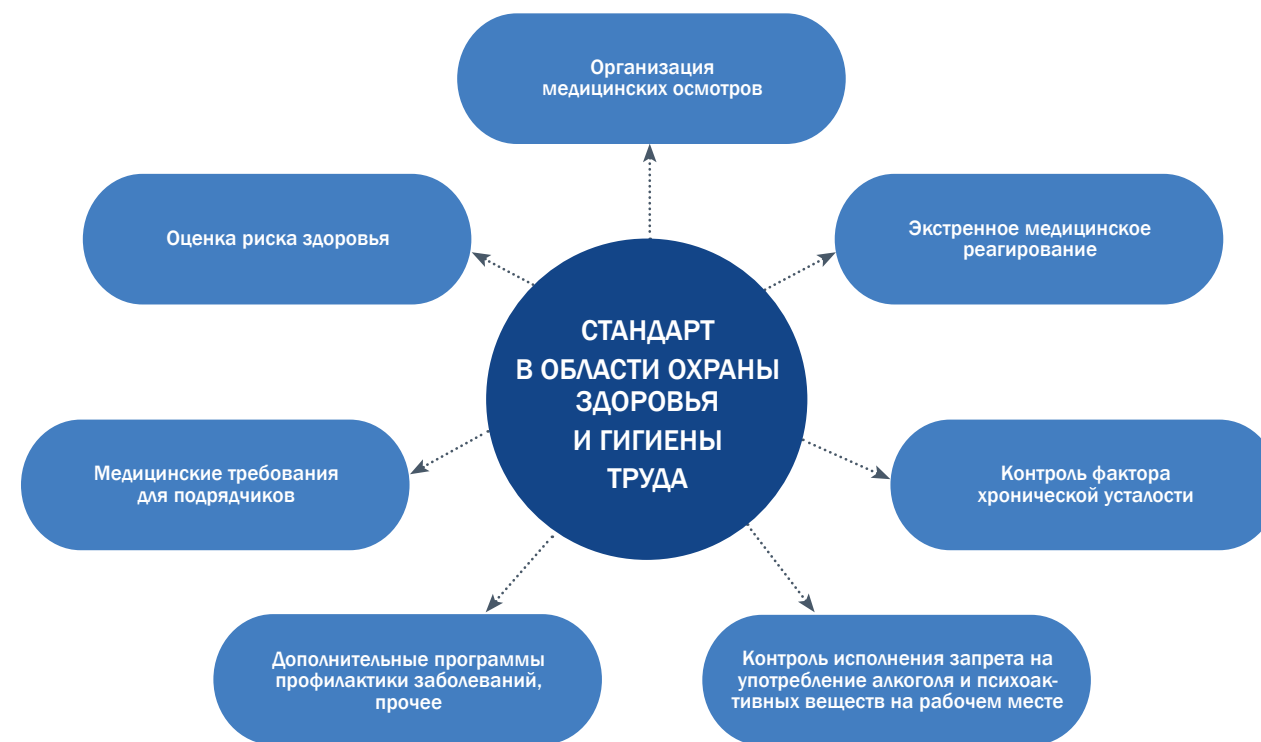 Организация
медицинских осмотров
Оценка риска здоровья
Экстренное медицинское
реагирование
СТАНДАРТ
В ОБЛАСТИ ОХРАНЫ
ЗДОРОВЬЯ
И ГИГИЕНЫ
ТРУДА
Медицинские требования
для подрядчиков
Контроль фактора
хронической усталости
Дополнительные программы
профилактики заболеваний,
прочее
Контроль исполнения запрета на
употребление алкоголя и психоак-
тивных веществ на рабочем месте